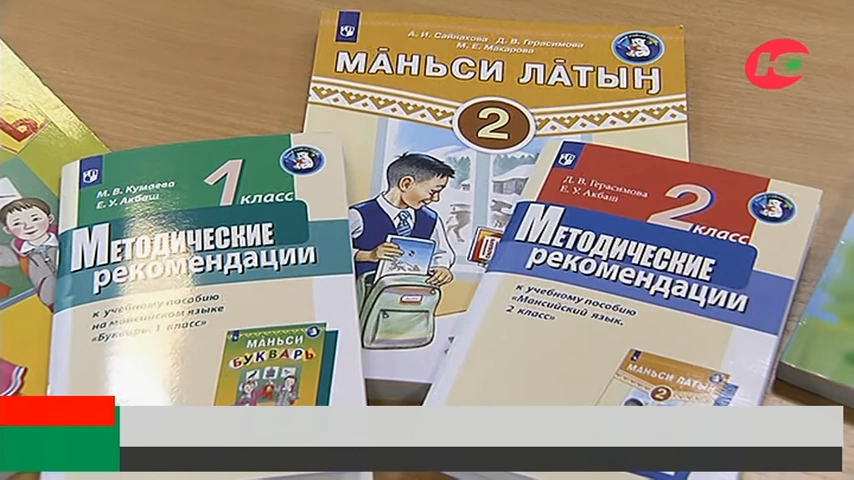 А. И. Сайнахова Д. В. Герасимова
М. Е. Макарова
МА̄НЬСИ ЛА̄ТЫӇ
2
М. В. Кумаева
Е. У. Акбаш
1
КЛАСС
МЕТОДИЧЕСКИЕ
РЕКОМЕНДАЦИИ
к учебному пособию
на мансийском языке
«Букварь. 1 класс»
МА̄НЬСИ
БУКВАРЬ
Д. В. Герасимова
Е. У. Акбаш
2
КЛАСС
МЕТОДИЧЕСКИЕ
РЕКОМЕНДАЦИИ
к учебному пособию
«Мансийский язык.
2 класс»
МА̄НЬСИ ЛА̄ТЫӇ
2
Ю
Ь